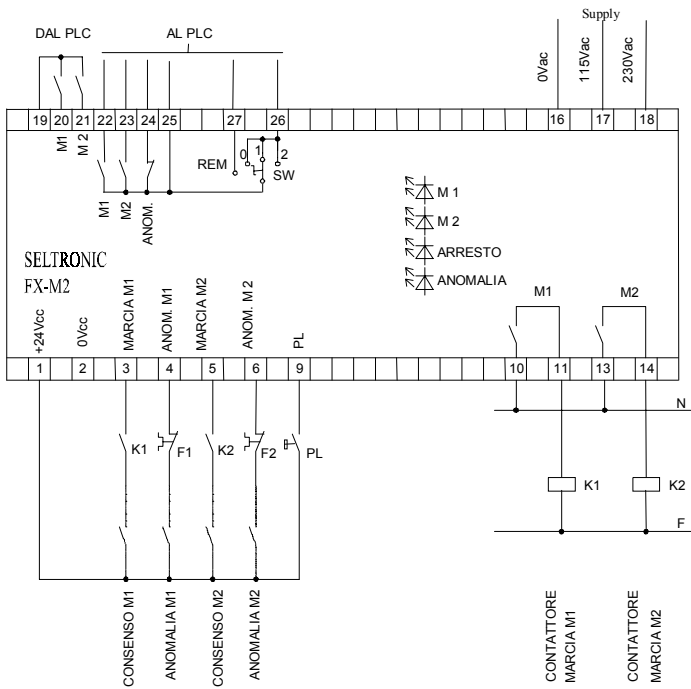 Supply
DAL PLC
AL PLC
0Vac
115Vac
230Vac
19 20 21 22 23 24 25 27 26 16 17 18
M1
M 2
REM
0
1
2
SW
M1
M2
ANOM.
M 1
M 2
ARRESTO
ANOMALIA
SELTRONIC
FX-M2
+24Vcc
0Vcc
MARCIA M1
ANOM. M1
MARCIA M2
ANOM. M 2
PL
M1
M2
1 2 3 4 5 6 9 10 11 13 14
N
K1
F1
K2
F2
PL
K1
K2
F
CONSENSO M1
ANOMALIA M1
CONSENSO M2
ANOMALIA M2
CONTATTORE
MARCIA M1
CONTATTORE
MARCIA M2